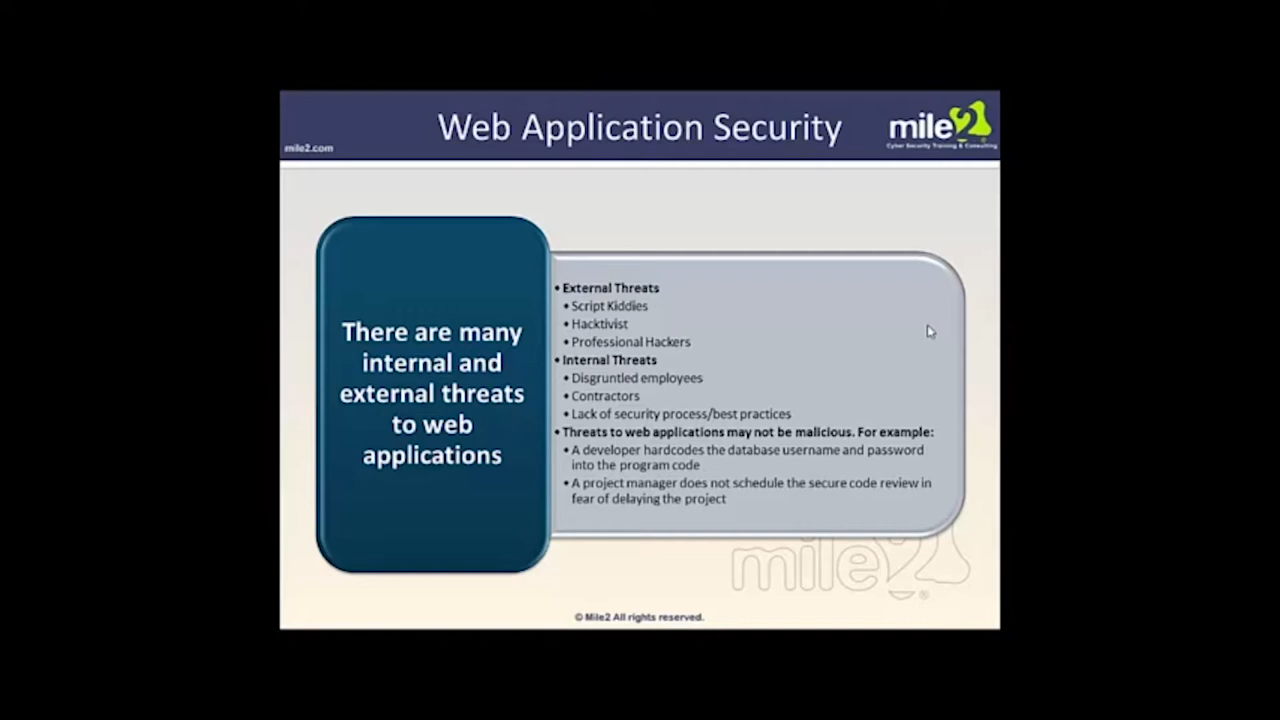 Web Application Security
mile2.com
mile2
Cyber Security Training & Consulting
There are many
internal and
external threats
to web
applications
• External Threats
• Script Kiddies
• Hacktivist
• Professional Hackers
• Internal Threats
• Disgruntled employees
• Contractors
• Lack of security process/best practices
• Threats to web applications may not be malicious. For example:
• A developer hardcodes the database username and password
into the program code
• A project manager does not schedule the secure code review in
fear of delaying the project
mile2®
© Mile2 All rights reserved.